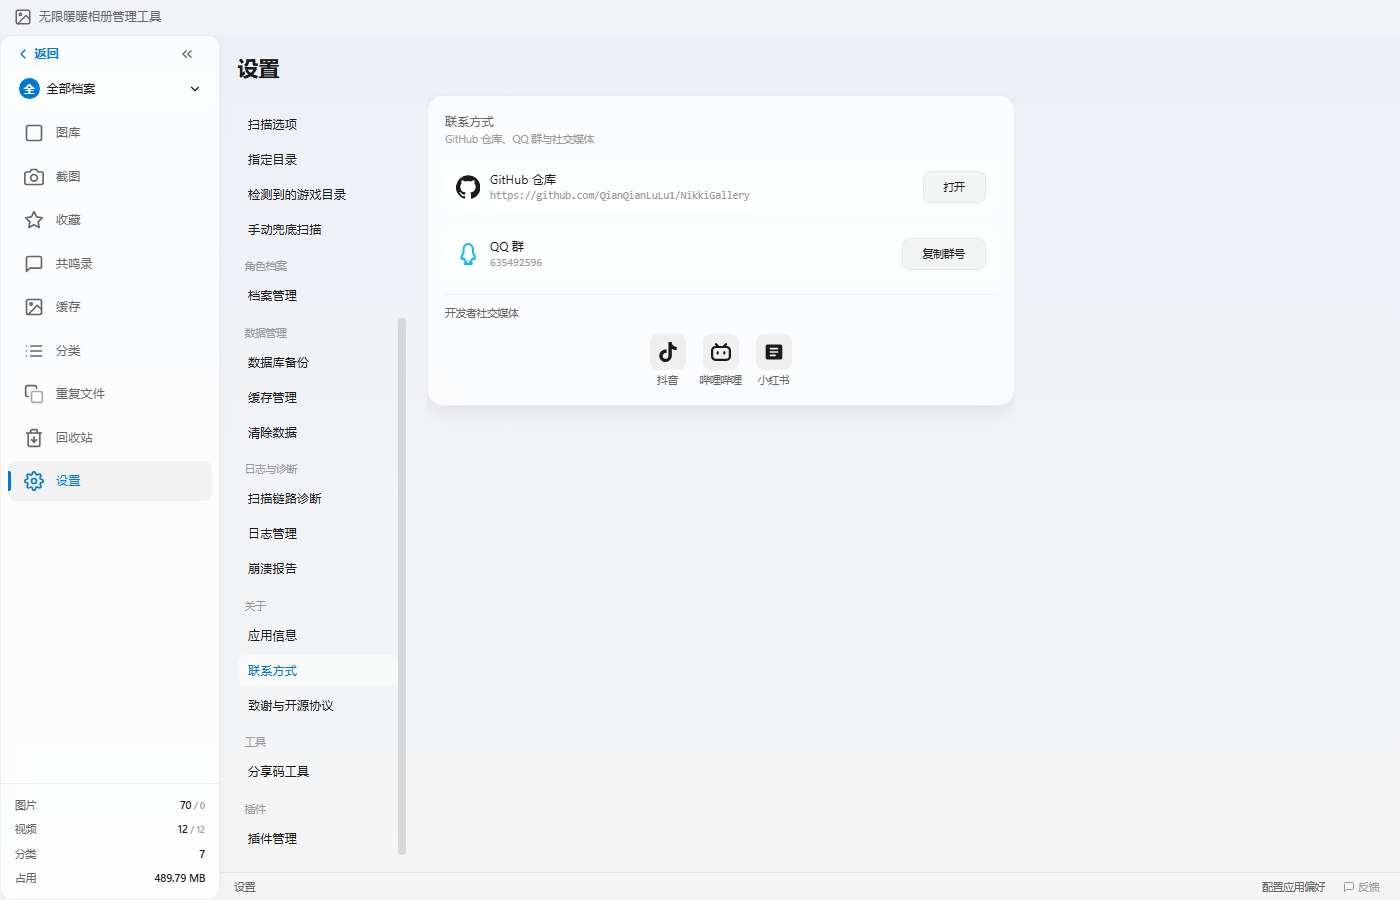 无限暖暖相册管理工具
返回
全 全部档案
图库
截图
收藏
共鸣录
缓存
分类
重复文件
回收站
设置
图片 70 / 0
视频 12 / 12
分类 7
占用 489.79 MB
设置
扫描选项
指定目录
检测到的游戏目录
手动兜底扫描
角色档案
档案管理
数据管理
数据库备份
缓存管理
清除数据
日志与诊断
扫描链路诊断
日志管理
崩溃报告
关于
应用信息
联系方式
致谢与开源协议
工具
分享码工具
插件
插件管理
联系方式
GitHub 仓库、QQ 群与社交媒体
GitHub 仓库
https://github.com/QianQianLuLu1/NikkiGallery
打开
QQ 群
635492596
复制群号
开发者社交媒体
抖音
哔哩哔哩
小红书
设置
配置应用偏好
反馈